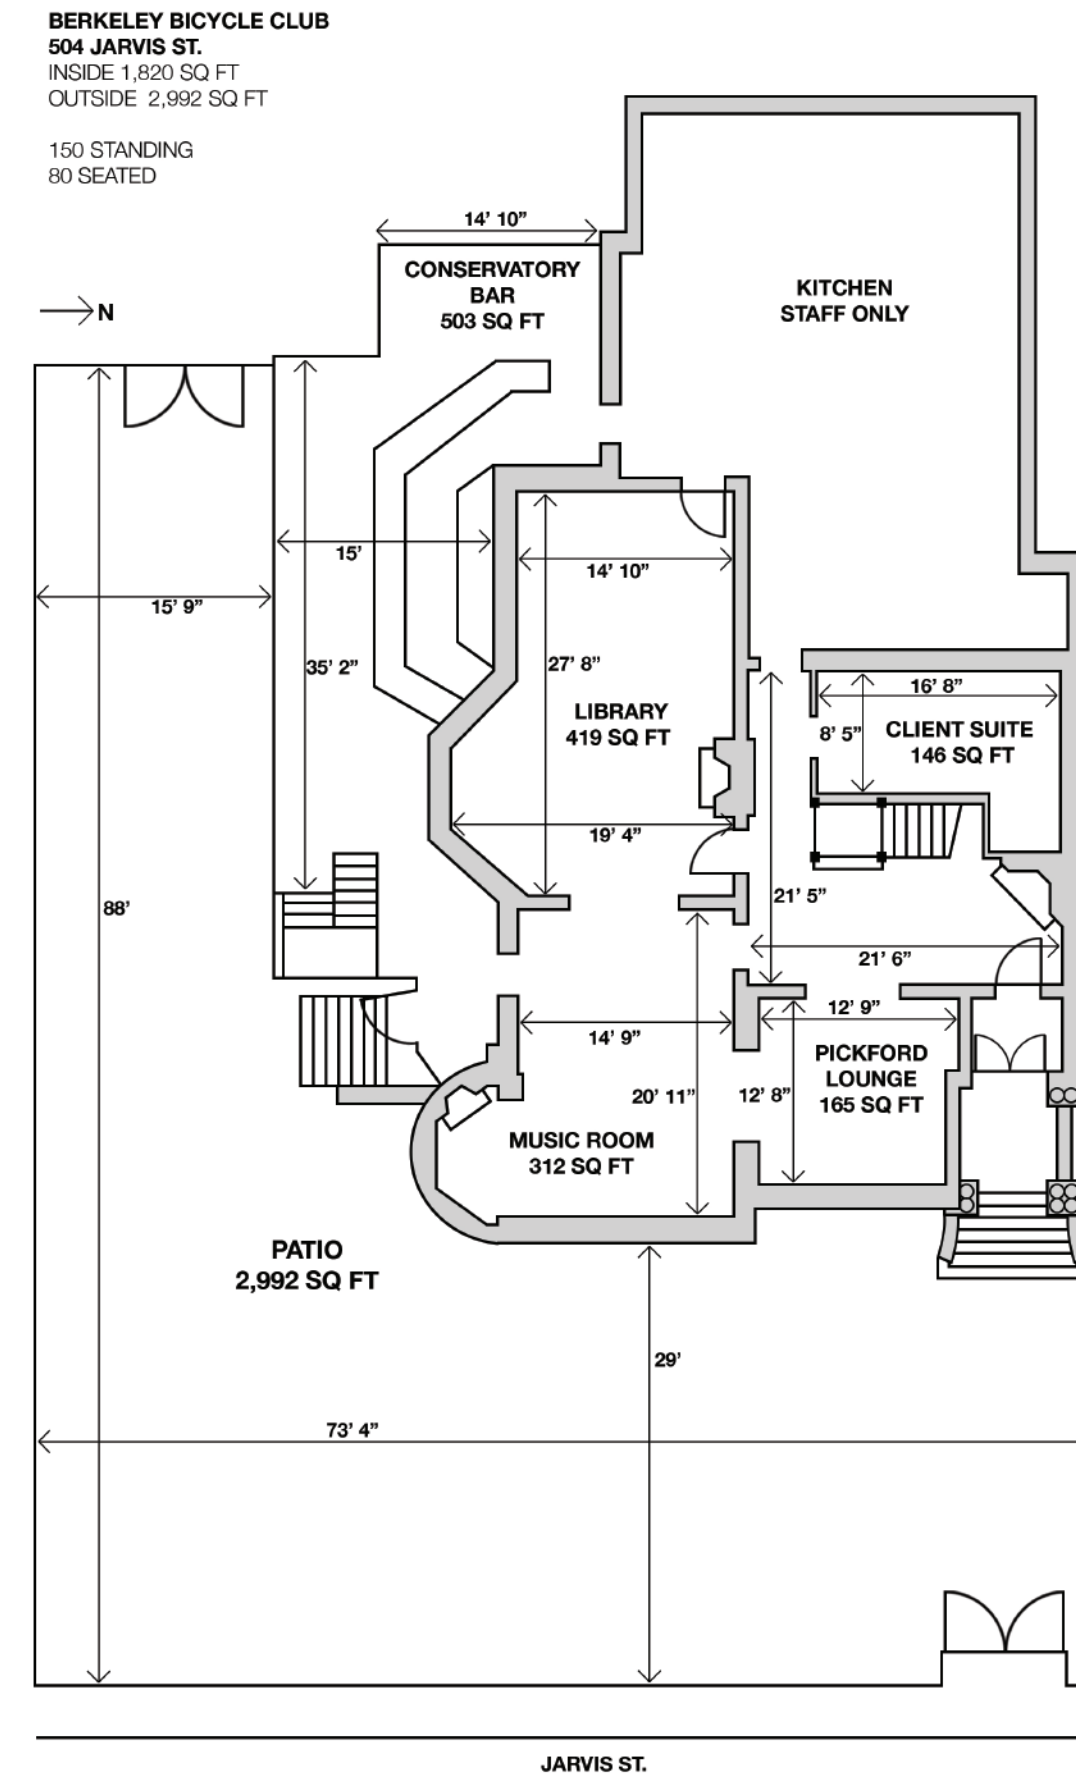 BERKELEY BICYCLE CLUB
504 JARVIS ST.
INSIDE 1,820 SQ FT
OUTSIDE 2,992 SQ FT
150 STANDING
80 SEATED
14’ 10”
CONSERVATORY
BAR
503 SQ FT
KITCHEN
STAFF ONLY
N
15’
14’ 10”
15’ 9”
35’ 2”
27’ 8”
16’ 8”
LIBRARY
419 SQ FT
8’ 5”
CLIENT SUITE
146 SQ FT
19’ 4”
88’
21’ 5”
21’ 6”
12’ 9”
14’ 9”
PICKFORD
LOUNGE
165 SQ FT
20’ 11”
12’ 8”
MUSIC ROOM
312 SQ FT
PATIO
2,992 SQ FT
29’
73’ 4”
JARVIS ST.